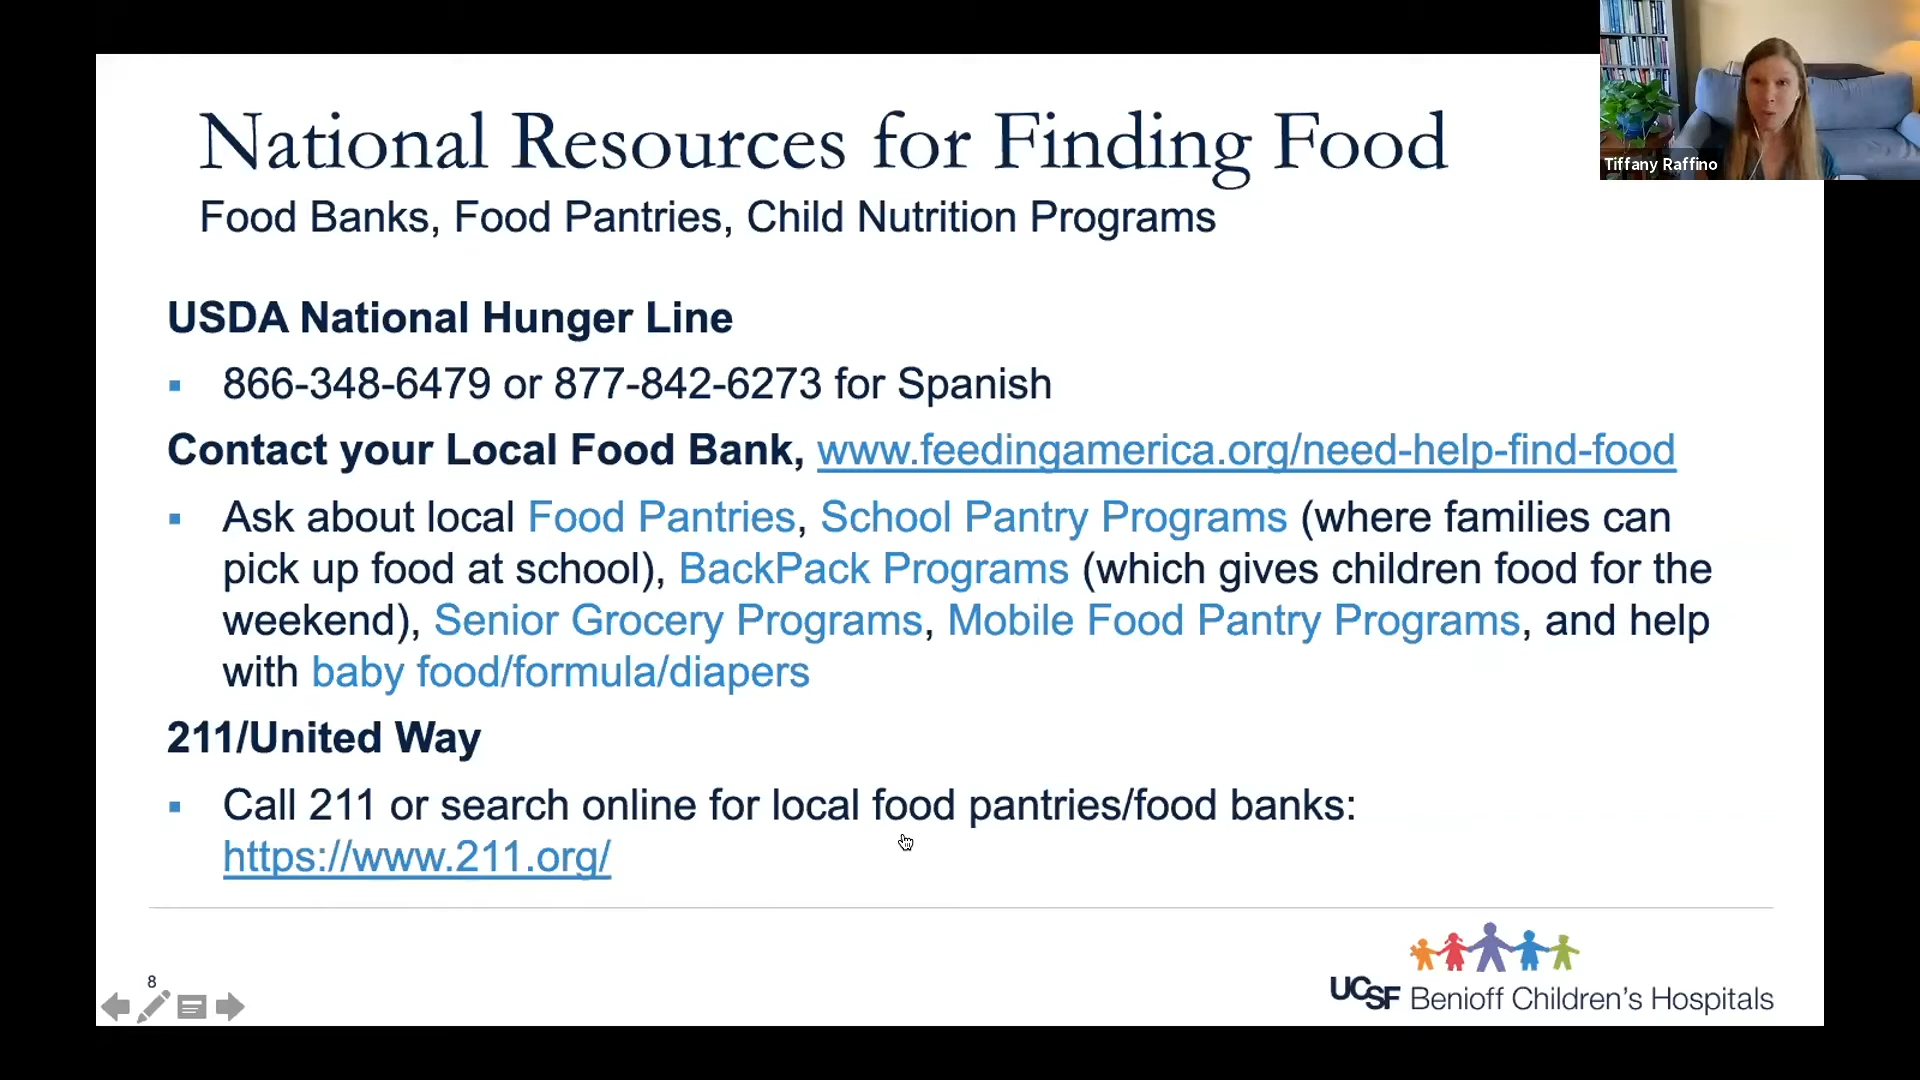 National Resources for Finding Food
Food Banks, Food Pantries, Child Nutrition Programs
Tiffany Raffino
USDA National Hunger Line
▪ 866-348-6479 or 877-842-6273 for Spanish
Contact your Local Food Bank, www.feedingamerica.org/need-help-find-food
▪ Ask about local Food Pantries, School Pantry Programs (where families can
pick up food at school), BackPack Programs (which gives children food for the
weekend), Senior Grocery Programs, Mobile Food Pantry Programs, and help
with baby food/formula/diapers
211/United Way
▪ Call 211 or search online for local food pantries/food banks:
https://www.211.org/
8
UCSF Benioff Children's Hospitals